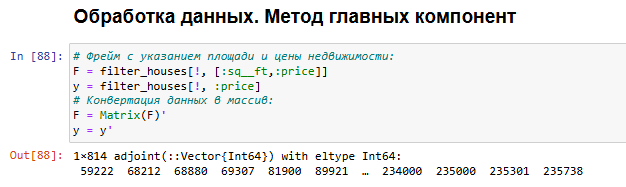 Обработка данных. Метод главных компонент
In [88]: # Фрейм с указанием площади и цены недвижимости:
F = filter_houses[!, [:sq__ft,:price]]
y = filter_houses[!, :price]
# Конвертация данных в массив:
F = Matrix(F)'
y = y'
Out[88]: 1×814 adjoint(::Vector{Int64}) with eltype Int64:
59222 68212 68880 69307 81900 89921 … 234000 235000 235301 235738